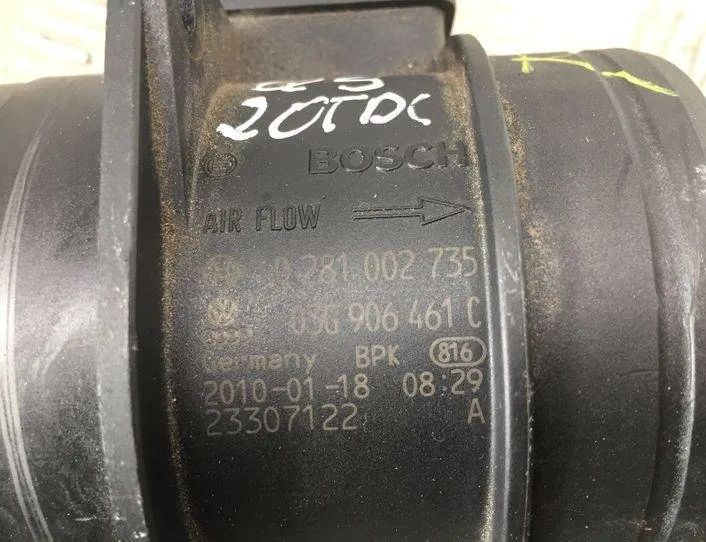 2.0TDC
BOSCH
AIR FLOW
0 281 002 735
03G 906 461 C
Germany BPK 816
2010-01-18 08:29
23307122 A